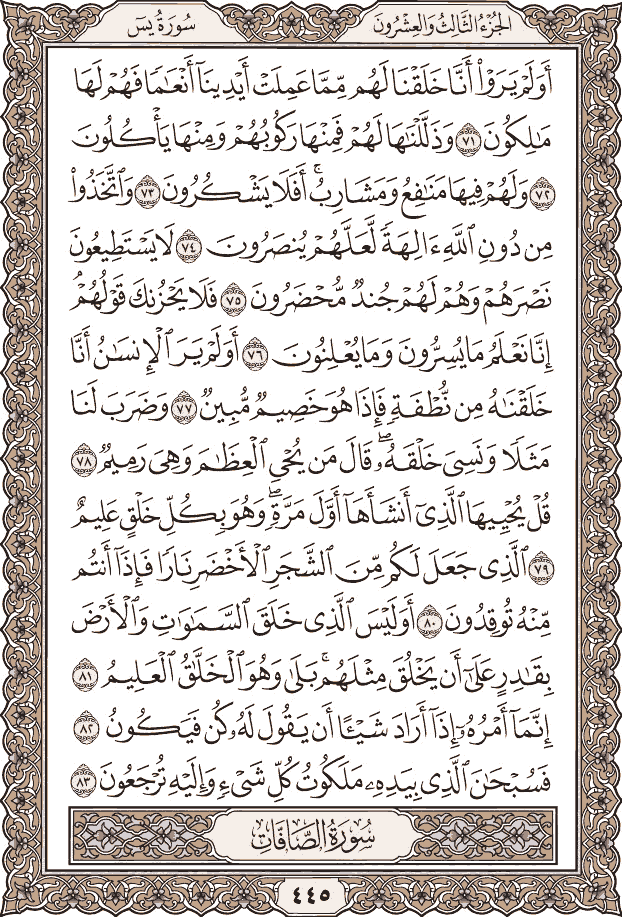 الجزء الثالث والعشرون
سورة يس
أَوَلَمْ يَرَوْا۟ أَنَّا خَلَقْنَا لَهُم مِّمَّا عَمِلَتْ أَيْدِينَآ أَنْعَٰمًا فَهُمْ لَهَا
مَٰلِكُونَ ٧١ وَذَلَّلْنَٰهَا لَهُمْ فَمِنْهَا رَكُوبُهُمْ وَمِنْهَا يَأْكُلُونَ
٧٢ وَلَهُمْ فِيهَا مَنَٰفِعُ وَمَشَارِبُ ۖ أَفَلَا يَشْكُرُونَ ٧٣ وَٱتَّخَذُوا۟
مِن دُونِ ٱللَّهِ ءَالِهَةً لَّعَلَّهُمْ يُنصَرُونَ ٧٤ لَا يَسْتَطِيعُونَ
نَصْرَهُمْ وَهُمْ لَهُمْ جُندٌ مُّحْضَرُونَ ٧٥ فَلَا يَحْزُنكَ قَوْلُهُمْ ۘ
إِنَّا نَعْلَمُ مَا يُسِرُّونَ وَمَا يُعْلِنُونَ ٧٦ أَوَلَمْ يَرَ ٱلْإِنسَٰنُ أَنَّا
خَلَقْنَٰهُ مِن نُّطْفَةٍ فَإِذَا هُوَ خَصِيمٌ مُّبِينٌ ٧٧ وَضَرَبَ لَنَا
مَثَلًا وَنَسِىَ خَلْقَهُۥ ۖ قَالَ مَن يُحْىِ ٱلْعِظَٰمَ وَهِىَ رَمِيمٌ ٧٨
قُلْ يُحْيِيهَا ٱلَّذِىٓ أَنشَأَهَآ أَوَّلَ مَرَّةٍ ۖ وَهُوَ بِكُلِّ خَلْقٍ عَلِيمٌ
٧٩ ٱلَّذِى جَعَلَ لَكُم مِّنَ ٱلشَّجَرِ ٱلْأَخْضَرِ نَارًا فَإِذَآ أَنتُم
مِّنْهُ تُوقِدُونَ ٨٠ أَوَلَيْسَ ٱلَّذِى خَلَقَ ٱلسَّمَٰوَٰتِ وَٱلْأَرْضَ
بِقَٰدِرٍ عَلَىٰٓ أَن يَخْلُقَ مِثْلَهُم ۚ بَلَىٰ وَهُوَ ٱلْخَلَّٰقُ ٱلْعَلِيمُ ٨١
إِنَّمَآ أَمْرُهُۥٓ إِذَآ أَرَادَ شَيْـًٔا أَن يَقُولَ لَهُۥ كُن فَيَكُونُ ٨٢
فَسُبْحَٰنَ ٱلَّذِى بِيَدِهِۦ مَلَكُوتُ كُلِّ شَىْءٍ وَإِلَيْهِ تُرْجَعُونَ ٨٣
سُورَةُ الصَّافَّاتِ
٤٤٥